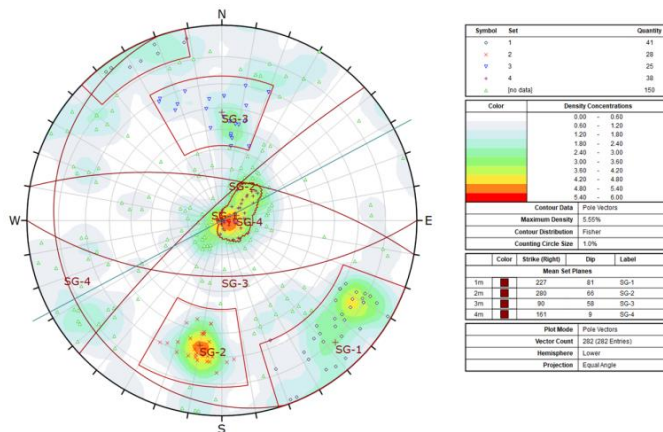 N
Symbol Set Quantity
1 41
2 28
3 25
4 38
[no data] 150
Color Density Concentrations
0.00 - 0.60
0.60 - 1.20
1.20 - 1.80
1.80 - 2.40
2.40 - 3.00
3.00 - 3.60
3.60 - 4.20
4.20 - 4.80
4.80 - 5.40
5.40 - 6.00
Contour Data Pole Vectors
Maximum Density 5.55%
Contour Distribution Fisher
Counting Circle Size 1.0%
Color Strike (Right) Dip Label
Mean Set Planes
1m 227 81 SG-1
2m 280 66 SG-2
3m 90 58 SG-3
4m 161 9 SG-4
Plot Mode Pole Vectors
Vector Count 282 (282 Entries)
Hemisphere Lower
Projection Equal Angle
SG-3
SG-2
SG-4
W
E
SG-4
SG-3
SG-2
SG-1
S